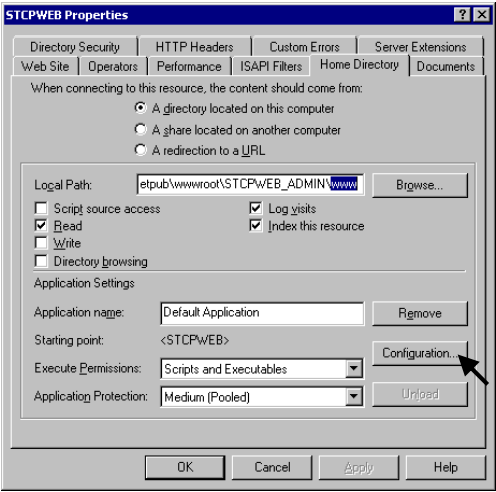 STCPWEB Properties
Directory Security
HTTP Headers
Custom Errors
Server Extensions
Web Site
Operators
Performance
ISAPI Filters
Home Directory
Documents
When connecting to this resource, the content should come from:
A directory located on this computer
A share located on another computer
A redirection to a URL
Local Path:
etpub\wwwroot\STCPWEB_ADMIN\www
Browse...
Script source access
Log visits
Read
Index this resource
Write
Directory browsing
Application Settings
Application name:
Default Application
Remove
Starting point:
<STCPWEB>
Configuration...
Execute Permissions:
Scripts and Executables
Application Protection:
Medium (Pooled)
Unload
OK
Cancel
Apply
Help